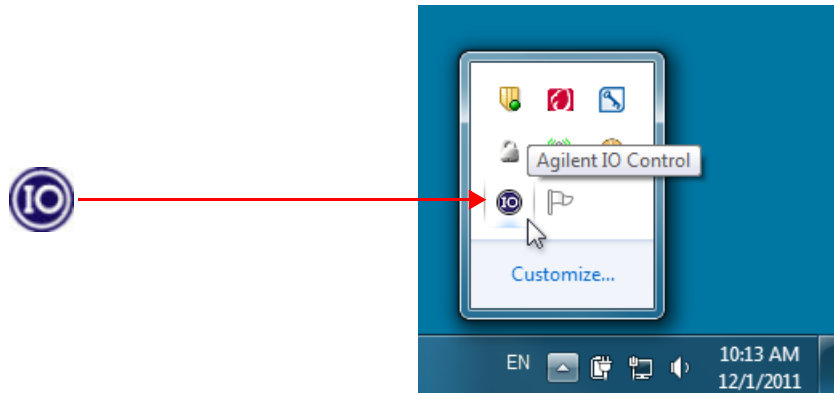 IO
Agilent IO Control
IO
Customize...
EN
10:13 AM
12/1/2011